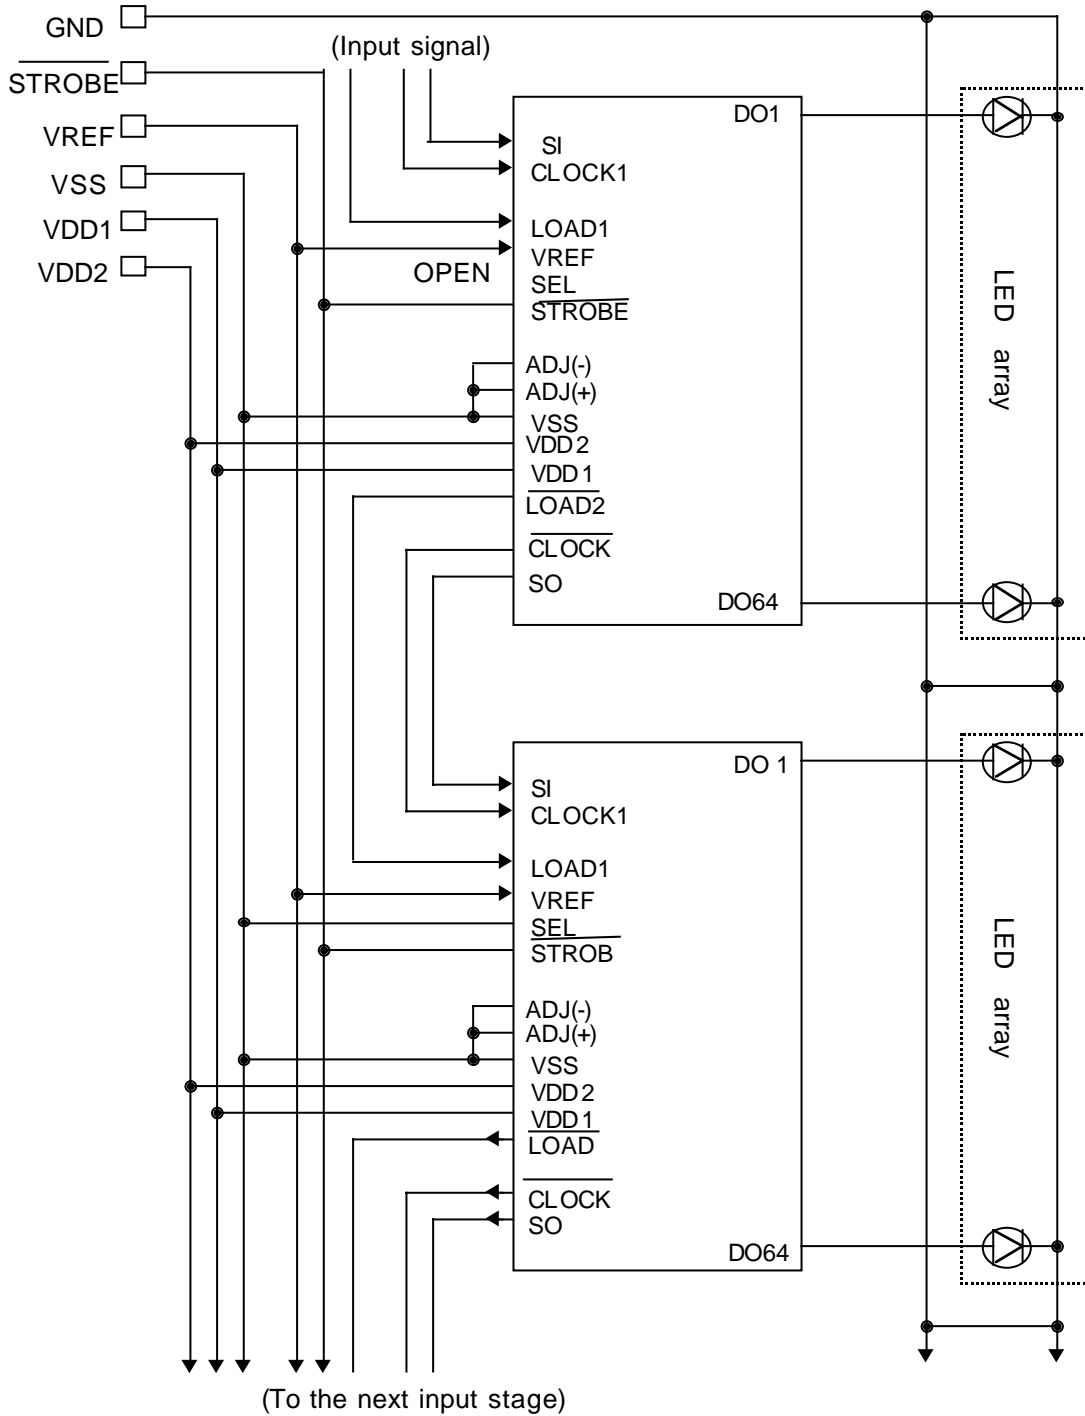 GND
STROBE
VREF
VSS
VDD1
VDD2
(Input signal)
OPEN
SI
CLOCK1
LOAD1
VREF
SEL
STROBE
ADJ(-)
ADJ(+)
VSS
VDD2
VDD1
LOAD2
CLOCK
SO
DO1
DO64
LED array
SI
CLOCK1
LOAD1
VREF
SEL
STROB
ADJ(-)
ADJ(+)
VSS
VDD2
VDD1
LOAD
CLOCK
SO
DO 1
DO64
LED array
(To the next input stage)